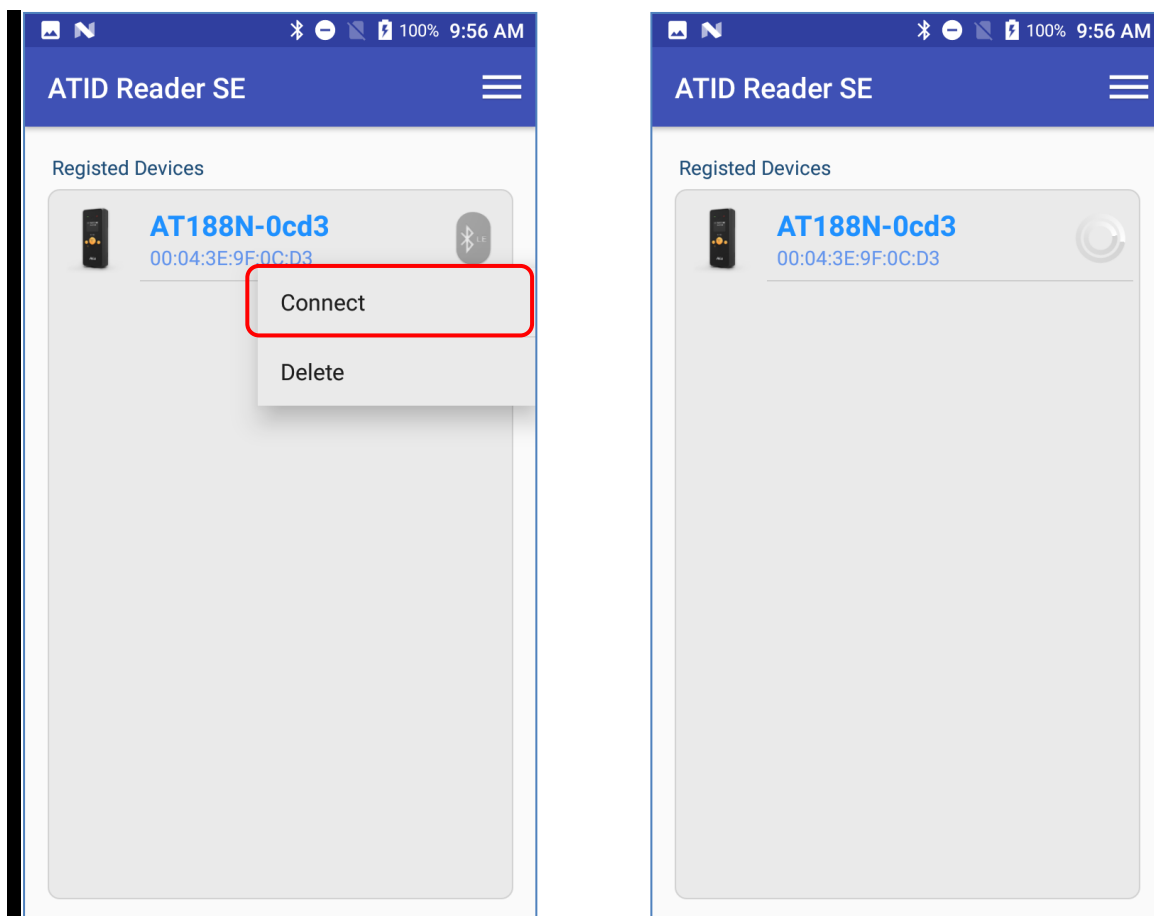 100% 9:56 AM
ATID Reader SE
Registed Devices
AT188N-0cd3
00:04:3E:9F:0C:D3
LE
Connect
Delete
100% 9:56 AM
ATID Reader SE
Registed Devices
AT188N-0cd3
00:04:3E:9F:0C:D3